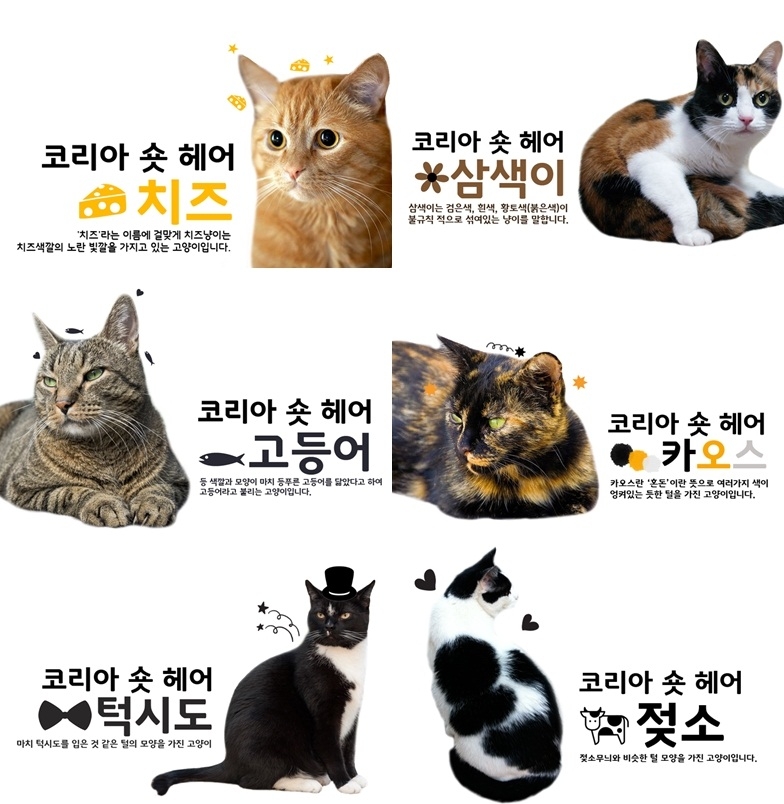 코리아 숏 헤어
치즈
'치즈'라는 이름에 걸맞게 치즈냥이는
치즈색깔의 노란 빛깔을 가지고 있는 고양이입니다.
코리아 숏 헤어
삼색이
삼색이는 검은색, 흰색, 황토색(붉은색)이
불규칙 적으로 섞여있는 냥이를 말합니다.
코리아 숏 헤어
고등어
등 색깔과 모양이 마치 등푸른 고등어를 닮았다고 하여
고등어라고 불리는 고양이입니다.
코리아 숏 헤어
카오스
카오스란 '혼돈'이란 뜻으로 여러가지 색이
엉켜있는 듯한 털을 가진 고양이입니다.
코리아 숏 헤어
턱시도
마치 턱시도를 입은 것 같은 털의 모양을 가진 고양이
코리아 숏 헤어
젖소
젖소무늬와 비슷한 털 모양을 가진 고양이입니다.